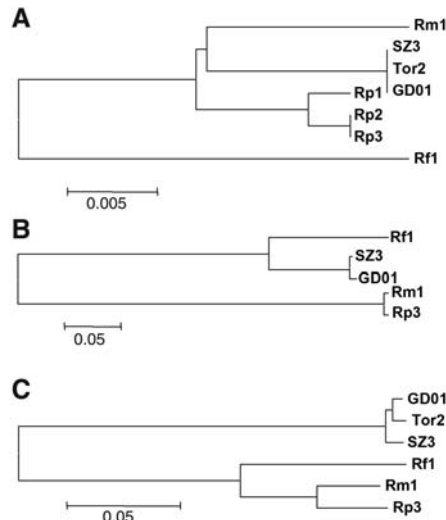 A
Rm1
SZ3
Tor2
GD01
Rp1
Rp2
Rp3
Rf1
0.005
B
Rf1
SZ3
GD01
Rm1
Rp3
0.05
C
GD01
Tor2
SZ3
Rf1
Rm1
Rp3
0.05